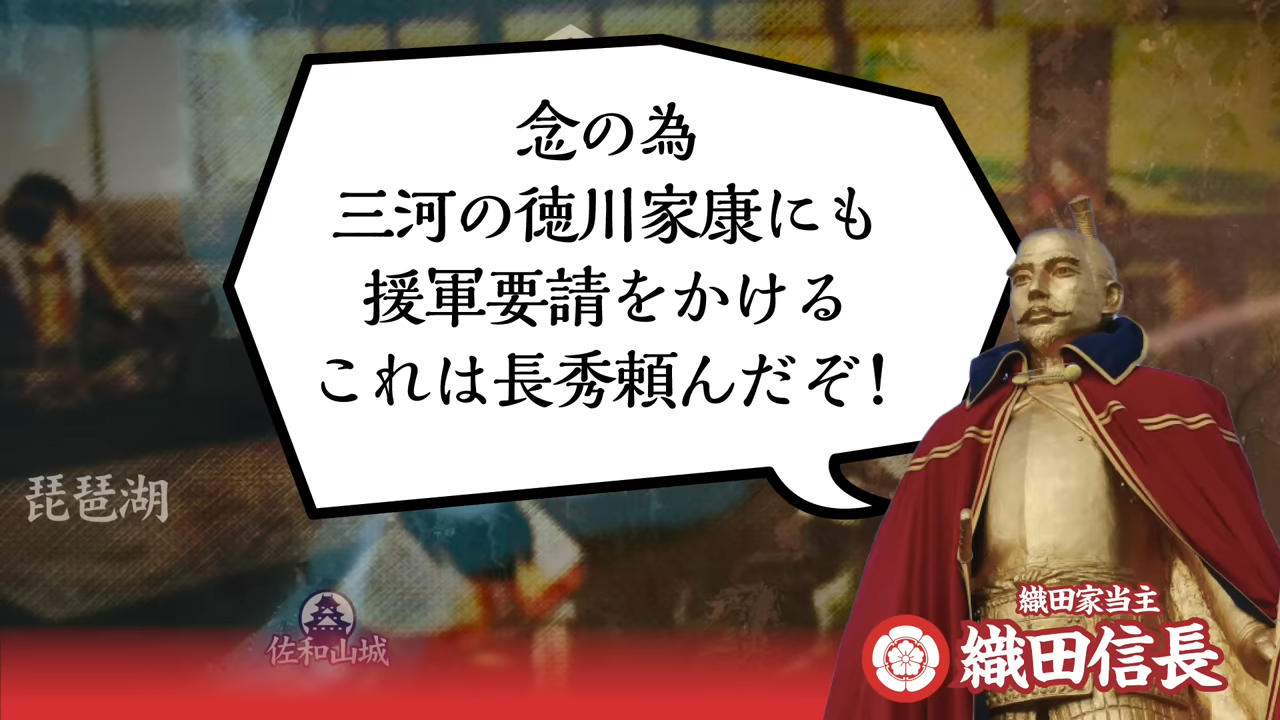 念の為
三河の徳川家康にも
援軍要請をかける
これは長秀頼んだぞ!
琵琶湖
佐和山城
織田家当主
織田信長